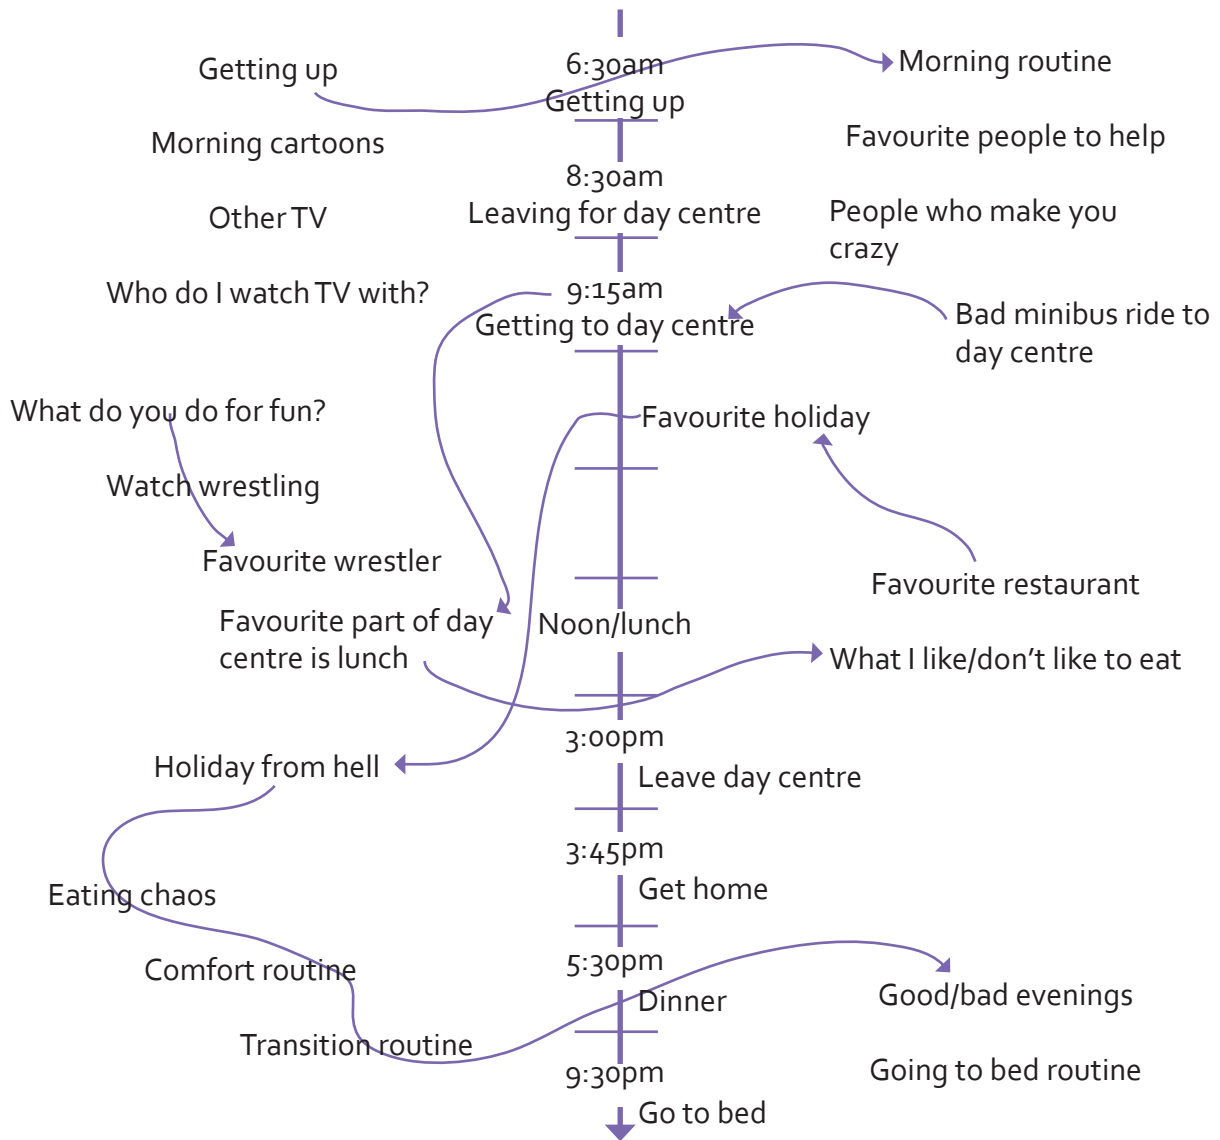 6:30am
Getting up
Getting up
Morning routine
Morning cartoons
Favourite people to help
8:30am
Leaving for day centre
Other TV
People who make you
crazy
Who do I watch TV with?
9:15am
Getting to day centre
Bad minibus ride to
day centre
What do you do for fun?
Favourite holiday
Watch wrestling
Favourite wrestler
Favourite restaurant
Favourite part of day
centre is lunch
Noon/lunch
What I like/don't like to eat
3:00pm
Leave day centre
Holiday from hell
3:45pm
Get home
Eating chaos
Comfort routine
5:30pm
Dinner
Good/bad evenings
Transition routine
Going to bed routine
9:30pm
Go to bed